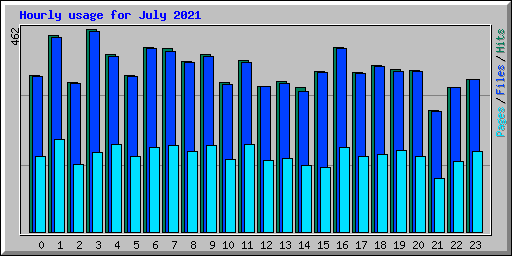 Hourly usage for July 2021
462
Pages/Files/Hits
0 1 2 3 4 5 6 7 8 9 10 11 12 13 14 15 16 17 18 19 20 21 22 23